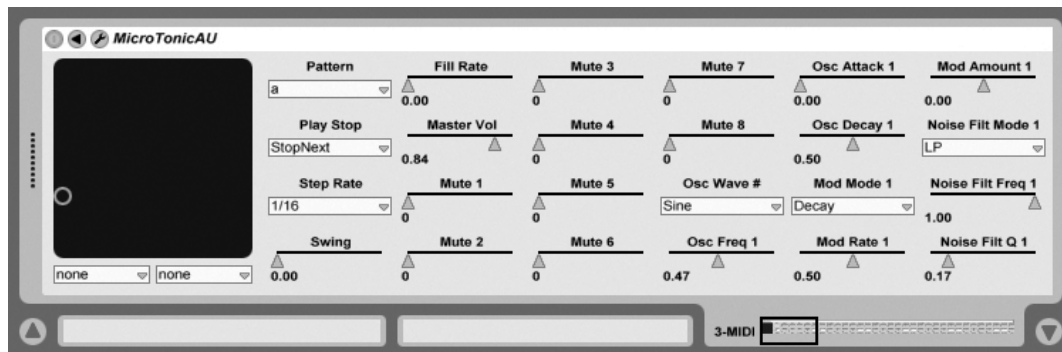 MicroTonicAU
Pattern Fill Rate Mute 3 Mute 7 Osc Attack 1 Mod Amount 1
a 0.00 0 0 0.00 0.00
Play Stop Master Vol Mute 4 Mute 8 Osc Decay 1 Noise Filt Mode 1
StopNext 0.84 0 0 0.50 LP
Step Rate Mute 1 Mute 5 Osc Wave # Mod Mode 1 Noise Filt Freq 1
1/16 0 0 Sine Decay 1.00
Swing Mute 2 Mute 6 Osc Freq 1 Mod Rate 1 Noise Filt Q 1
none none 0.00 0 0 0.47 0.50 0.17
3-MIDI